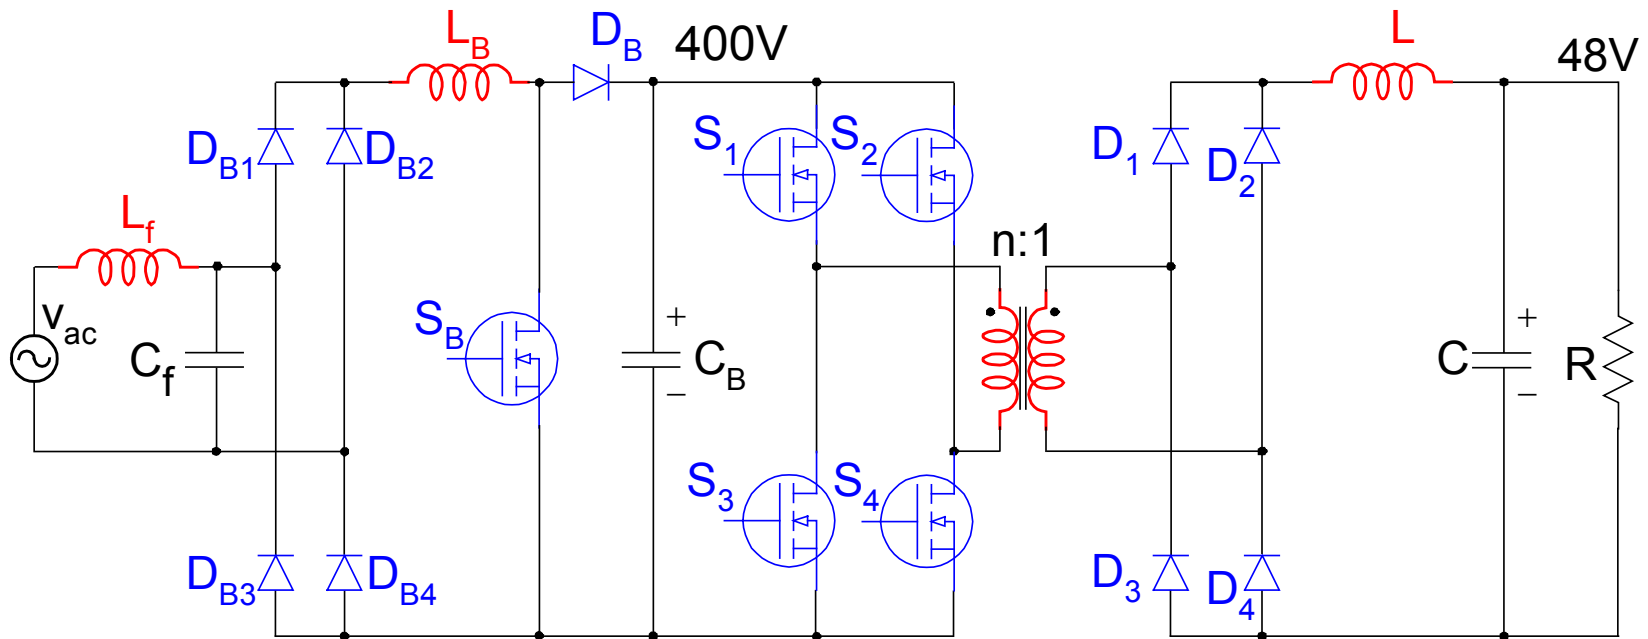 L_B
D_B
400V
L
48V
D_B1
D_B2
S_1
S_2
D_1
D_2
L_f
n:1
v_ac
C_f
S_B
+
C_B
−
+
C
−
R
S_3
S_4
D_B3
D_B4
D_3
D_4